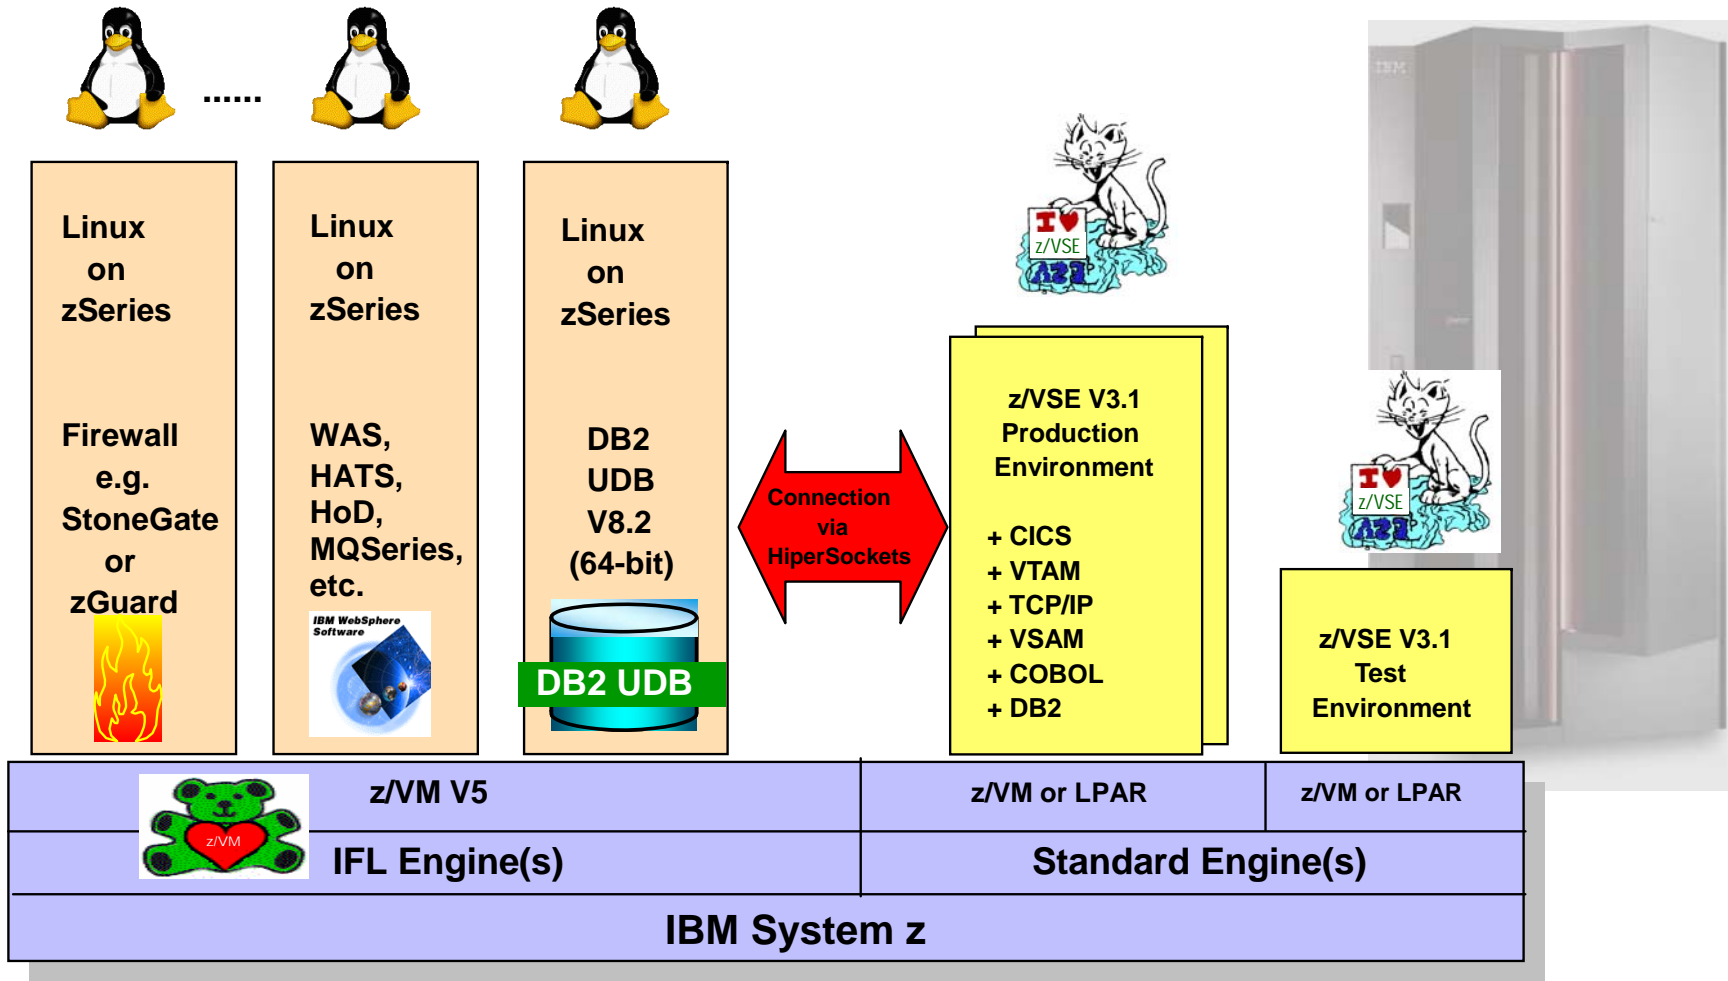 ......
Linux
on
zSeries
Firewall
e.g.
StoneGate
or
zGuard
Linux
on
zSeries
WAS,
HATS,
HoD,
MQSeries,
etc.
IBM WebSphere
Software
Linux
on
zSeries
DB2
UDB
V8.2
(64-bit)
DB2 UDB
Connection
via
HiperSockets
I ♥
z/VSE
z/VSE V3.1
Production
Environment
+ CICS
+ VTAM
+ TCP/IP
+ VSAM
+ COBOL
+ DB2
IBM
I ♥
z/VSE
z/VSE V3.1
Test
Environment
z/VM V5
z/VM or LPAR
z/VM or LPAR
z/VM
IFL Engine(s)
Standard Engine(s)
IBM System z